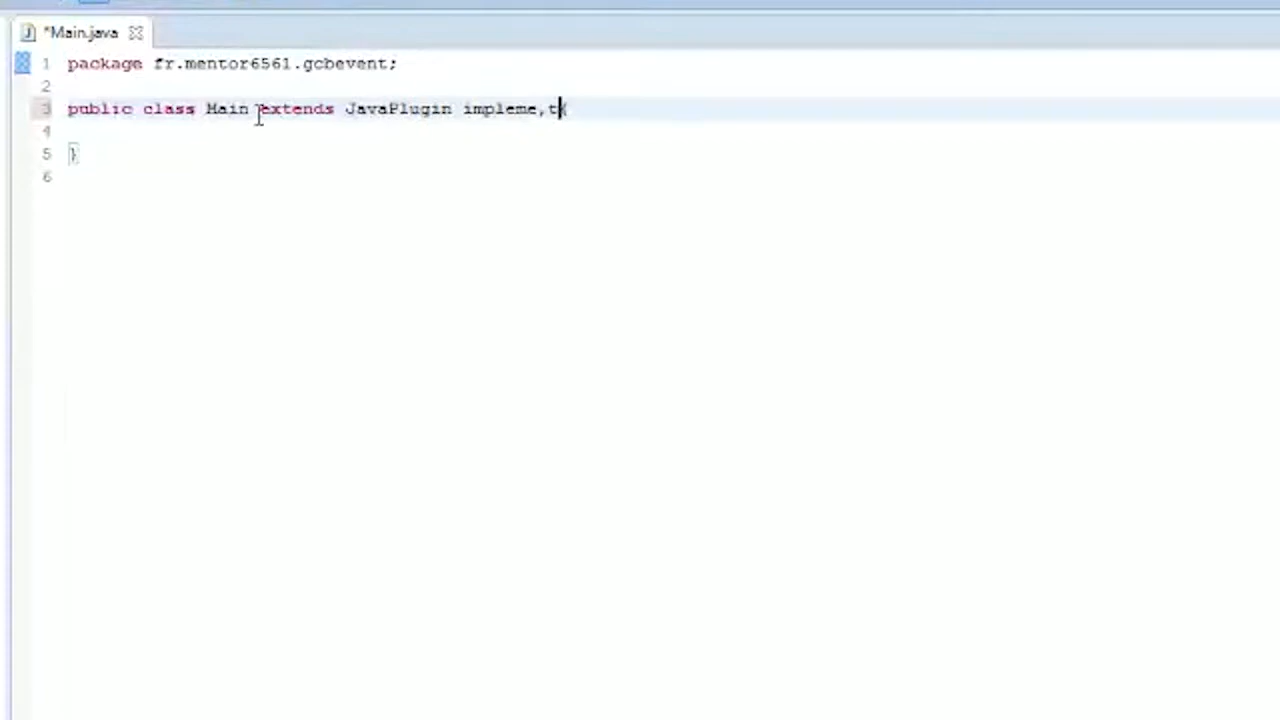 *Main.java
1 package fr.mentor6561.gcbevent;
2
3 public class Main extends JavaPlugin impleme,t{
4
5 }
6